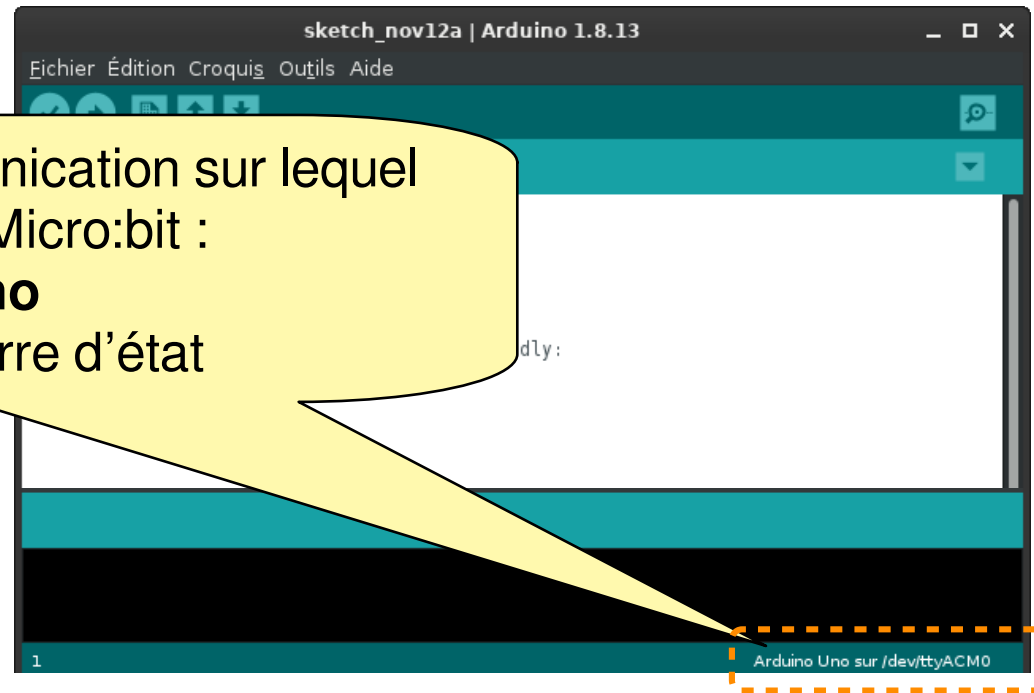 sketch_nov12a | Arduino 1.8.13
Fichier Édition Croquis Outils Aide
nication sur lequel
Micro:bit :
no
rre d'état
dly:
1
Arduino Uno sur /dev/ttyACM0